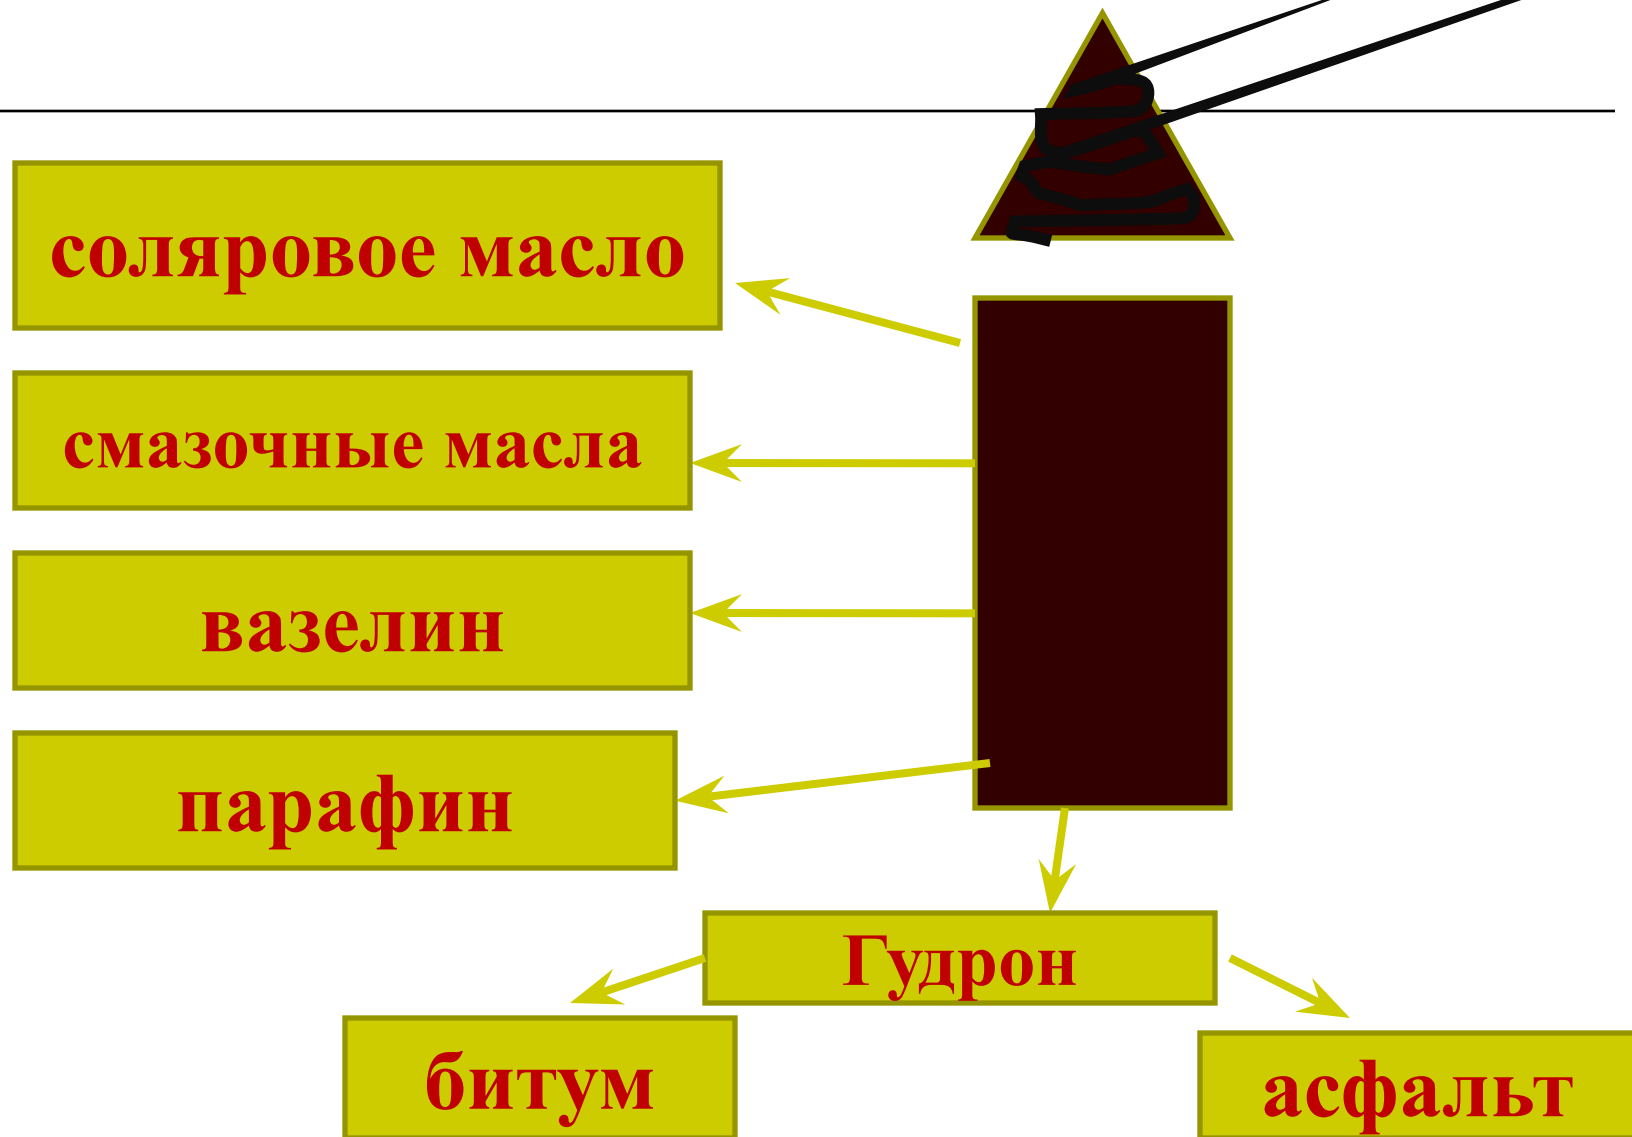 соляровое масло
смазочные масла
вазелин
парафин
Гудрон
битум
асфальт